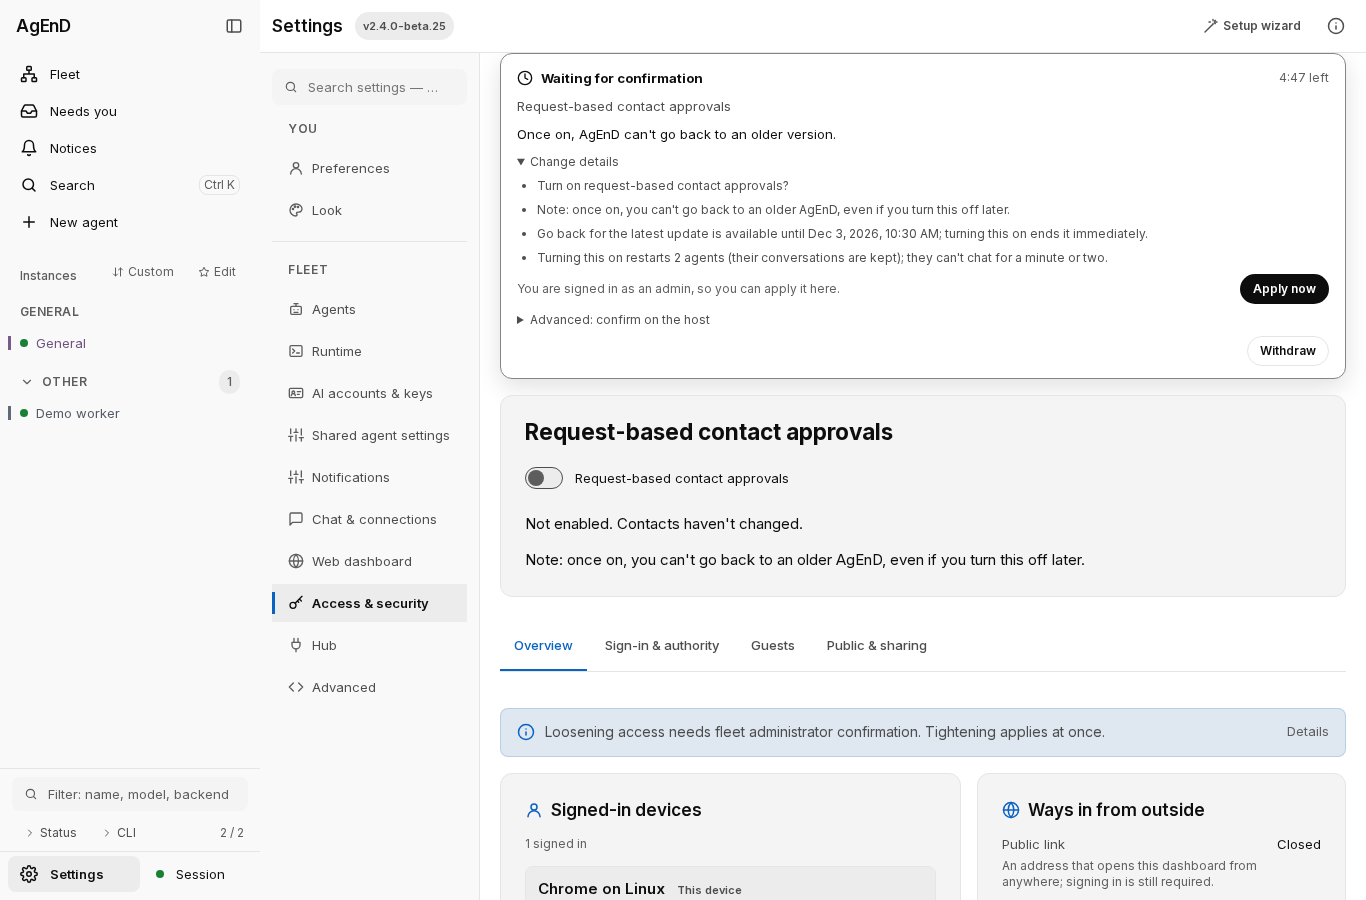 AgEnD
Fleet
Needs you
Notices
Search
Ctrl K
New agent
Instances
Custom
Edit
GENERAL
General
OTHER
1
Demo worker
Filter: name, model, backend
Status
CLI
2 / 2
Settings
Session
Settings
v2.4.0-beta.25
Setup wizard
Search settings — …
YOU
Preferences
Look
FLEET
Agents
Runtime
AI accounts & keys
Shared agent settings
Notifications
Chat & connections
Web dashboard
Access & security
Hub
Advanced
Waiting for confirmation
4:47 left
Request-based contact approvals
Once on, AgEnD can't go back to an older version.
Change details
Turn on request-based contact approvals?
Note: once on, you can't go back to an older AgEnD, even if you turn this off later.
Go back for the latest update is available until Dec 3, 2026, 10:30 AM; turning this on ends it immediately.
Turning this on restarts 2 agents (their conversations are kept); they can't chat for a minute or two.
You are signed in as an admin, so you can apply it here.
Apply now
Advanced: confirm on the host
Withdraw
Request-based contact approvals
Request-based contact approvals
Not enabled. Contacts haven't changed.
Note: once on, you can't go back to an older AgEnD, even if you turn this off later.
Overview
Sign-in & authority
Guests
Public & sharing
Loosening access needs fleet administrator confirmation. Tightening applies at once.
Details
Signed-in devices
1 signed in
Chrome on Linux
This device
Ways in from outside
Public link
Closed
An address that opens this dashboard from
anywhere; signing in is still required.